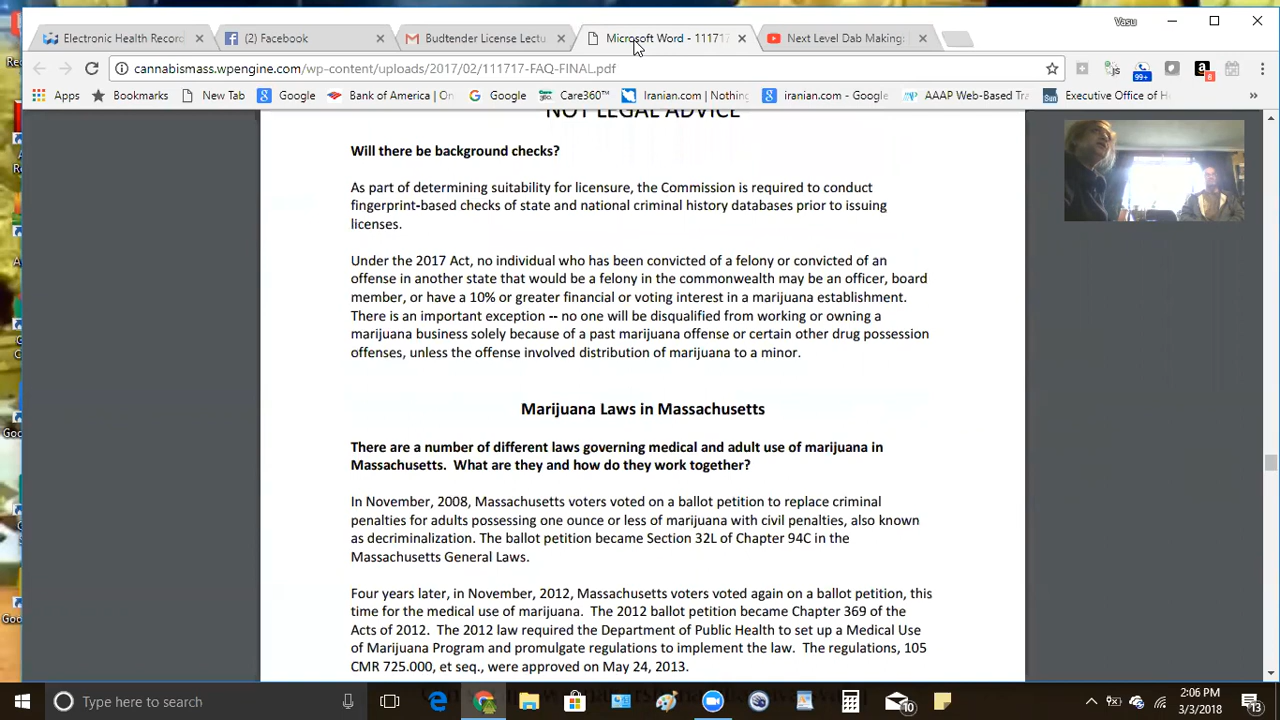 Vasu
Electronic Health Record
(2) Facebook
Budtender License Lectu
Microsoft Word - 111717
Next Level Dab Making:
cannabismass.wpengine.com/wp-content/uploads/2017/02/111717-FAQ-FINAL.pdf
99+
8
Apps
Bookmarks
New Tab
Google
Bank of America | On
Google
Care360™
Iranian.com | Nothing
iranian.com - Google
AAAP Web-Based Tra
Executive Office of He
NOT LEGAL ADVICE
Will there be background checks?
As part of determining suitability for licensure, the Commission is required to conduct
fingerprint-based checks of state and national criminal history databases prior to issuing
licenses.
Under the 2017 Act, no individual who has been convicted of a felony or convicted of an
offense in another state that would be a felony in the commonwealth may be an officer, board
member, or have a 10% or greater financial or voting interest in a marijuana establishment.
There is an important exception -- no one will be disqualified from working or owning a
marijuana business solely because of a past marijuana offense or certain other drug possession
offenses, unless the offense involved distribution of marijuana to a minor.
Marijuana Laws in Massachusetts
There are a number of different laws governing medical and adult use of marijuana in
Massachusetts. What are they and how do they work together?
In November, 2008, Massachusetts voters voted on a ballot petition to replace criminal
penalties for adults possessing one ounce or less of marijuana with civil penalties, also known
as decriminalization. The ballot petition became Section 32L of Chapter 94C in the
Massachusetts General Laws.
Four years later, in November, 2012, Massachusetts voters voted again on a ballot petition, this
time for the medical use of marijuana. The 2012 ballot petition became Chapter 369 of the
Acts of 2012. The 2012 law required the Department of Public Health to set up a Medical Use
of Marijuana Program and promulgate regulations to implement the law. The regulations, 105
CMR 725.000, et seq., were approved on May 24, 2013.
Type here to search
10
2:06 PM
3/3/2018
13